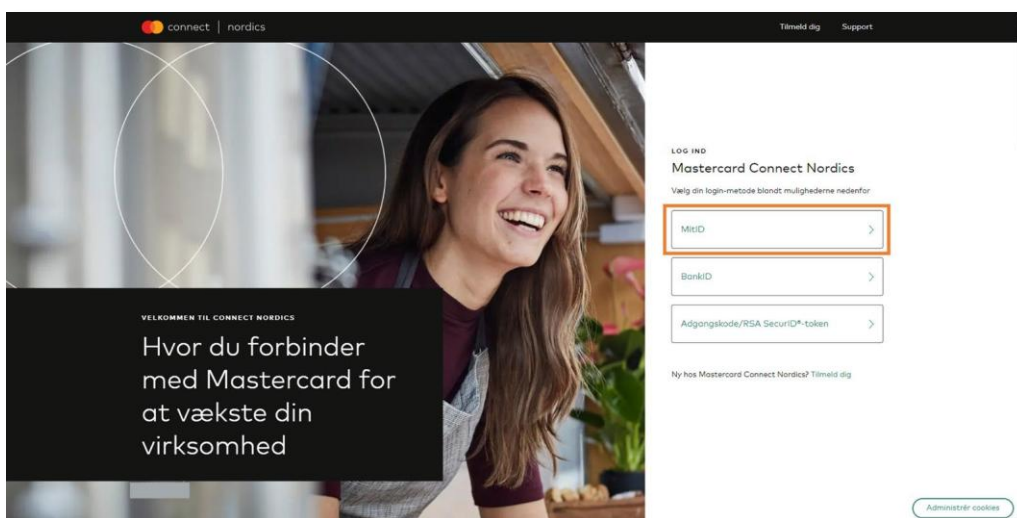 connect | nordics
Tilmeld dig Support
VELKOMMEN TIL CONNECT NORDICS
Hvor du forbinder
med Mastercard for
at vækste din
virksomhed
LOG IND
Mastercard Connect Nordics
Vælg din login-metode blandt mulighederne nedenfor
MitID
BankID
Adgangskode/RSA SecurID®-token
Ny hos Mastercard Connect Nordics? Tilmeld dig
Administrér cookies